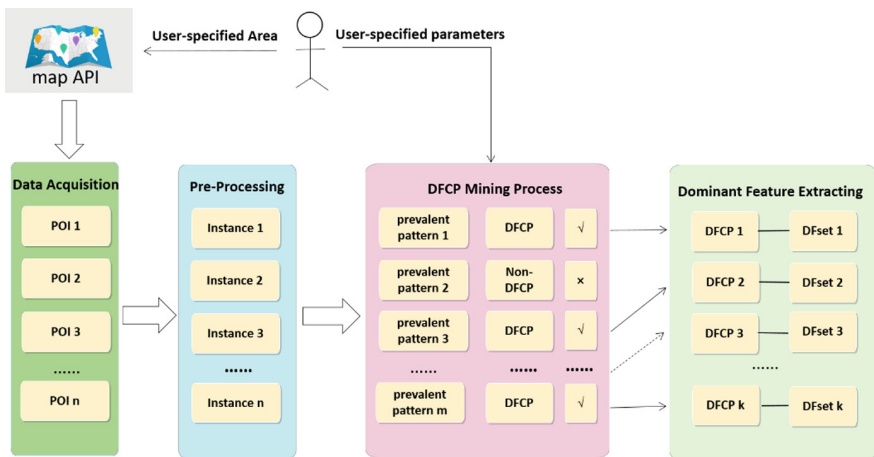 User-specified Area
User-specified parameters
map API
Data Acquisition
POI 1
POI 2
POI 3
......
POI n
Pre-Processing
Instance 1
Instance 2
Instance 3
......
Instance n
DFCP Mining Process
prevalent
pattern 1
DFCP
√
prevalent
pattern 2
Non-
DFCP
×
prevalent
pattern 3
DFCP
√
......
......
......
prevalent
pattern m
DFCP
√
Dominant Feature Extracting
DFCP 1
DFset 1
DFCP 2
DFset 2
DFCP 3
DFset 3
......
DFCP k
DFset k